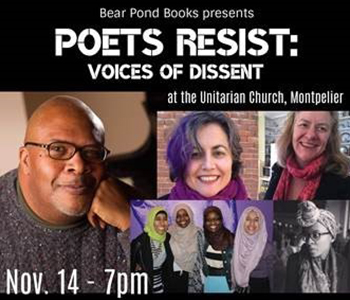 Bear Pond Books presents
POETS RESIST:
VOICES OF DISSENT
at the Unitarian Church, Montpelier
Nov. 14 - 7pm